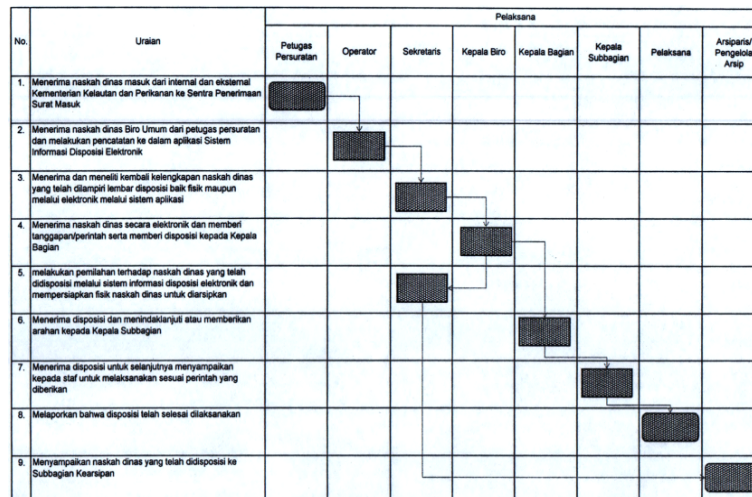 Pelaksana
No.
Uraian
Petugas
Persuratan
Operator
Sekretaris
Kepala Biro
Kepala Bagian
Kepala
Subbagian
Pelaksana
Arsiparis/
Pengelola
Arsip
1. Menerima naskah dinas masuk dari internal dan eksternal
Kementerian Kelautan dan Perikanan ke Sentra Penerimaan
Surat Masuk
2. Menerima naskah dinas Biro Umum dari petugas persuratan
dan melakukan pencatatan ke dalam aplikasi Sistem
Informasi Disposisi Elektronik
3. Menerima dan meneliti kembali kelengkapan naskah dinas
yang telah dilampiri lembar disposisi baik fisik maupun
melalui elektronik melalui sistem aplikasi
4. Menerima naskah dinas secara elektronik dan memberi
tanggapan/perintah serta memberi disposisi kepada Kepala
Bagian
5. melakukan pemilahan terhadap naskah dinas yang telah
didisposisi melalui sistem informasi disposisi elektronik dan
mempersiapkan fisik naskah dinas untuk diarsipkan
6. Menerima disposisi dan menindaklanjuti atau memberikan
arahan kepada Kepala Subbagian
7. Menerima disposisi untuk selanjutnya menyampaikan
kepada staf untuk melaksanakan sesuai perintah yang
diberikan
8. Melaporkan bahwa disposisi telah selesai dilaksanakan
9. Menyampaikan naskah dinas yang telah didisposisi ke
Subbagian Kearsipan